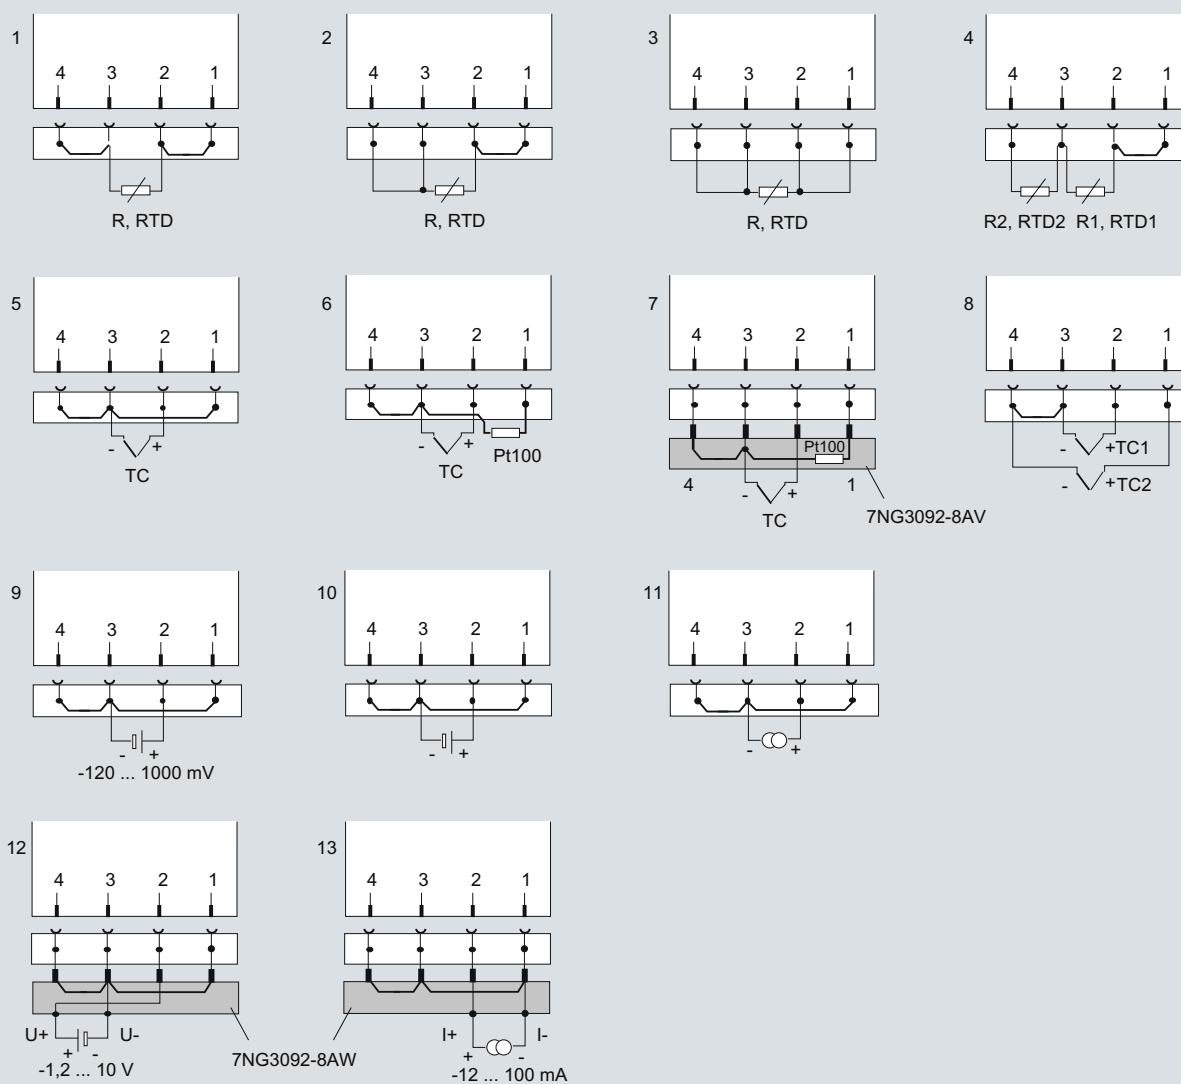 1 2 3 4
4 3 2 1 4 3 2 1 4 3 2 1 4 3 2 1
R, RTD R, RTD R, RTD R2, RTD2 R1, RTD1
5 6 7 8
4 3 2 1 4 3 2 1 4 3 2 1 4 3 2 1
- + - + Pt100 Pt100 - +TC1
TC TC 4 - + 1 - +TC2
TC 7NG3092-8AV
9 10 11
4 3 2 1 4 3 2 1 4 3 2 1
- + - + - +
-120 ... 1000 mV
12 13
4 3 2 1 4 3 2 1
U+ U- I+ I-
+ - 7NG3092-8AW + -
-1,2 ... 10 V -12 ... 100 mA